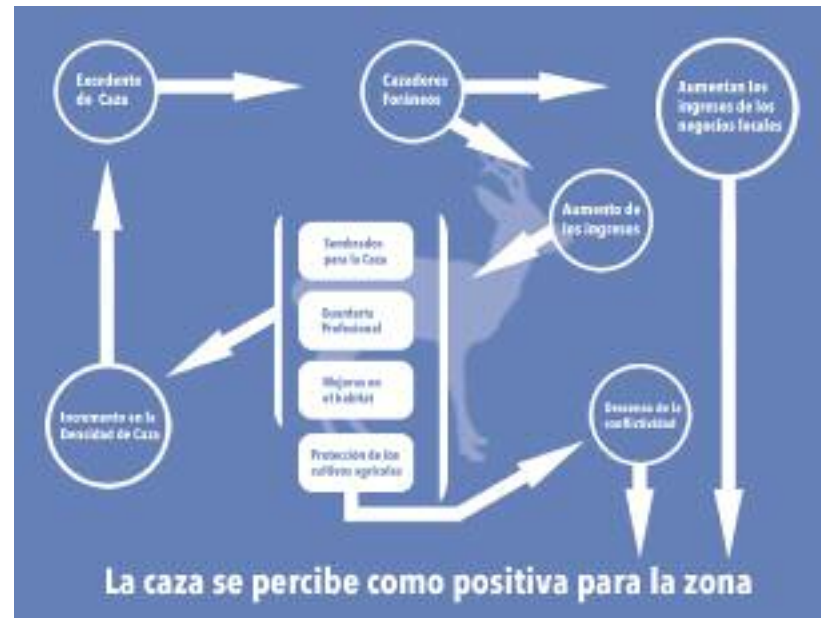 Excedente
de Caza
Cazadores
Foráneos
Aumentan los
ingresos de los
negocios locales
Aumento de
los ingresos
Sembrados
para la Caza
Guardería
Profesional
Mejoras en
el habitat
Protección de los
cultivos agrícolas
Incremento en la
Densidad de Caza
Descenso de la
conflictividad
La caza se percibe como positiva para la zona